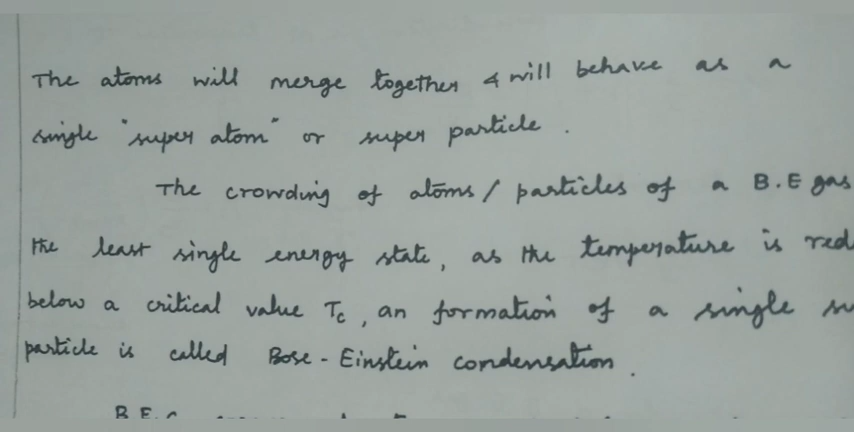 The atoms will merge together & will behave as a
single "super atom" or super particle .
The crowding of atoms / particles of a B.E gas
the least single energy state, as the temperature is red
below a critical value Tc , an formation of a single su
particle is called Bose - Einstein condensation .
B.E.C